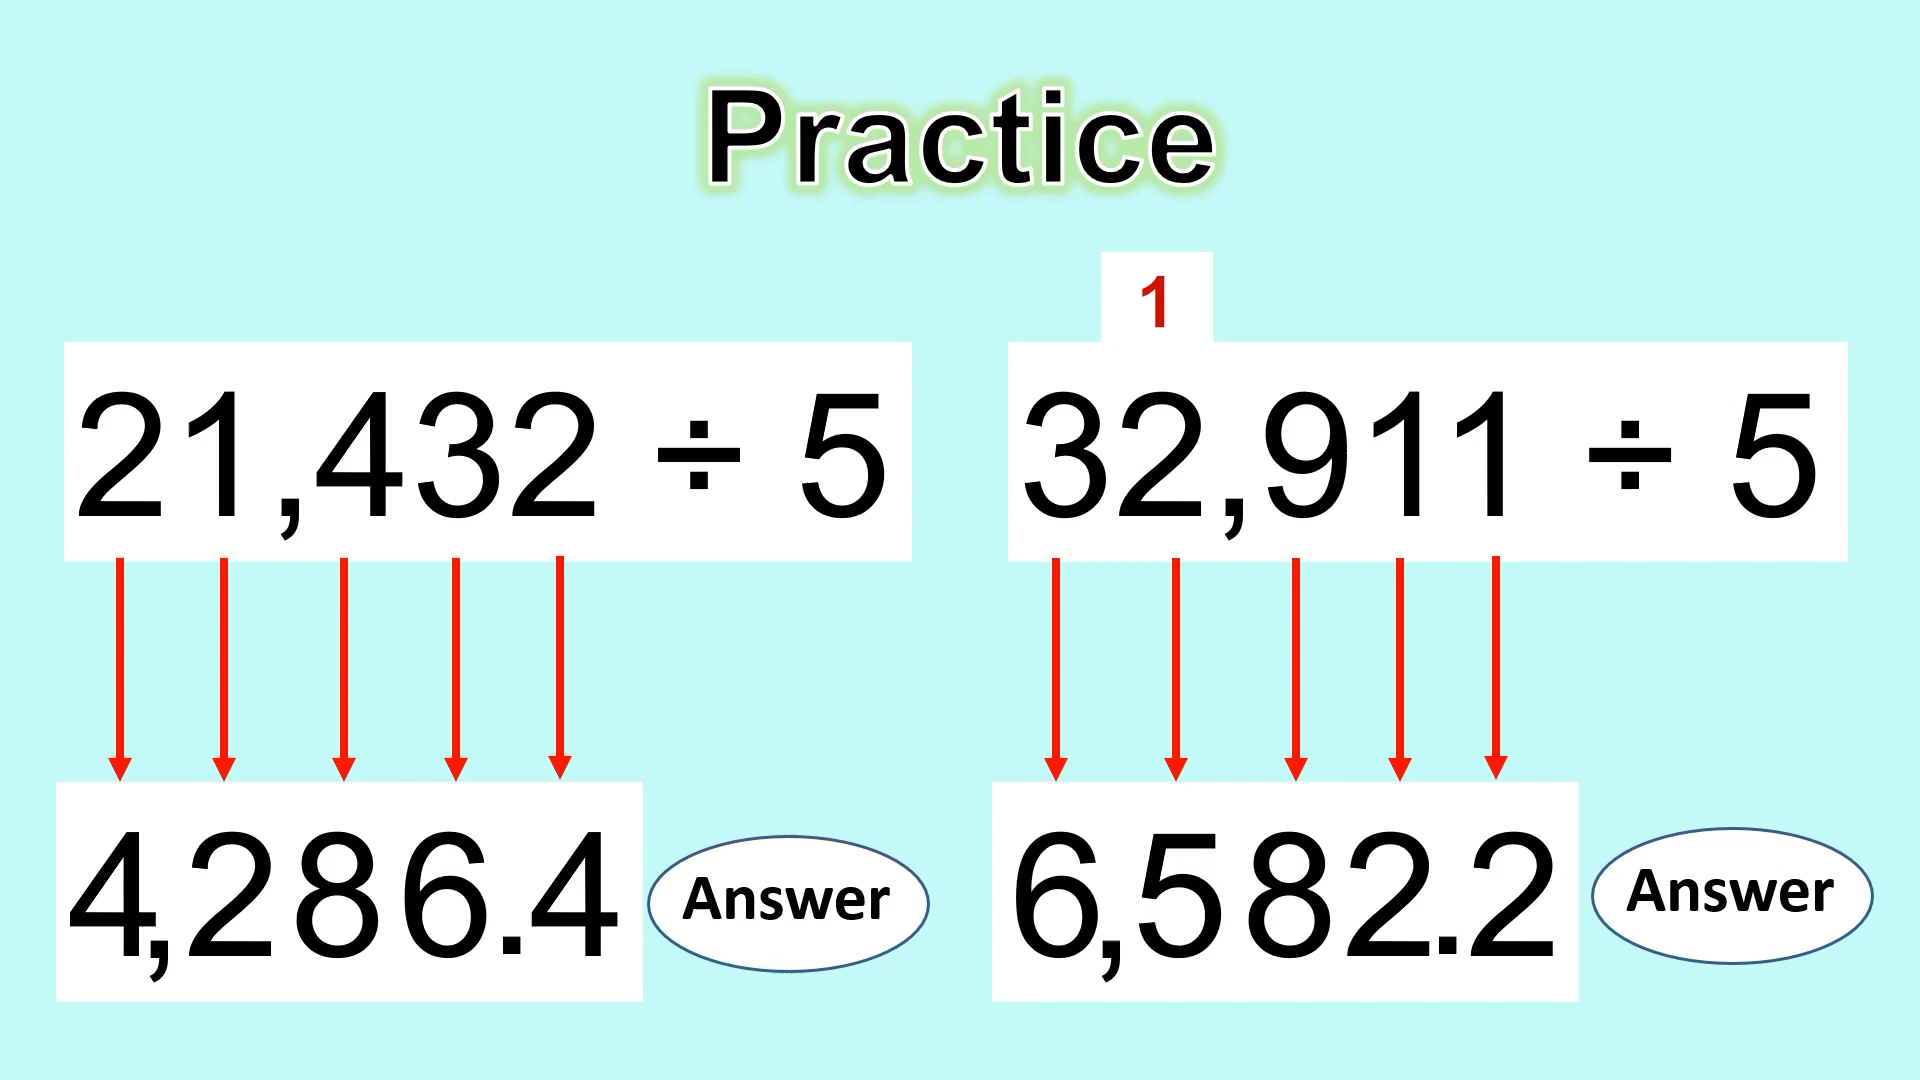 Practice
21,432 ÷ 5
4,286.4 Answer
1
32,911 ÷ 5
6,582.2 Answer